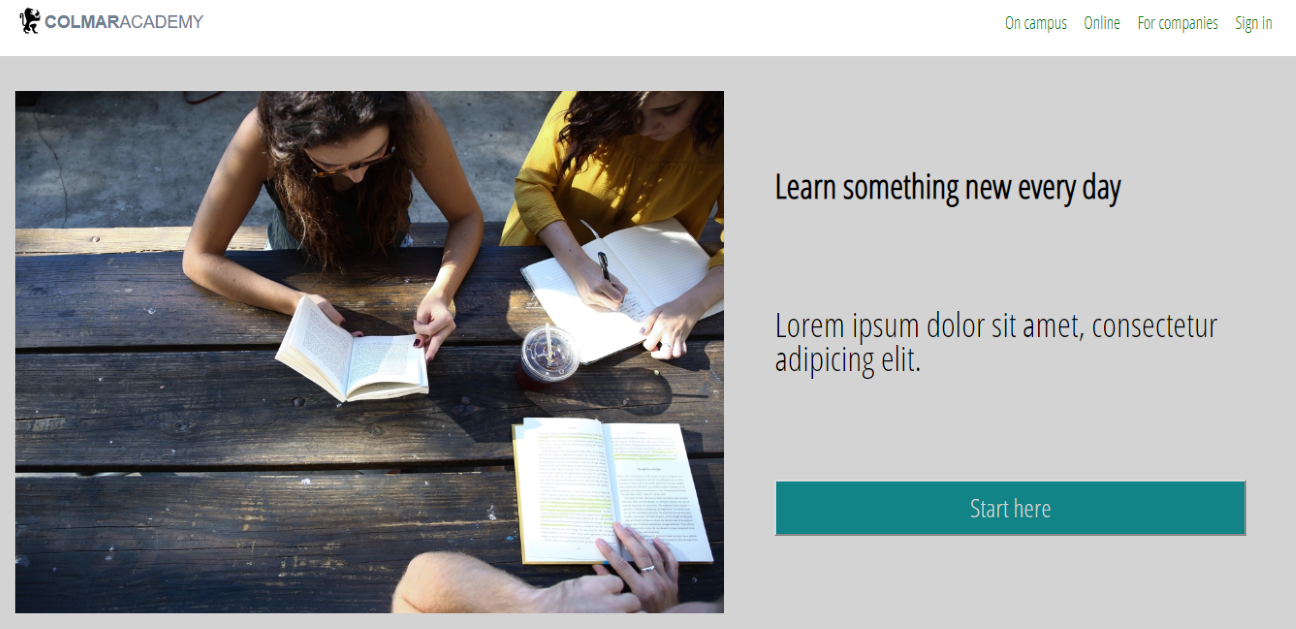 COLMARACADEMY
On campus Online For companies Sign in
Learn something new every day
Lorem ipsum dolor sit amet, consectetur
adipicing elit.
Start here